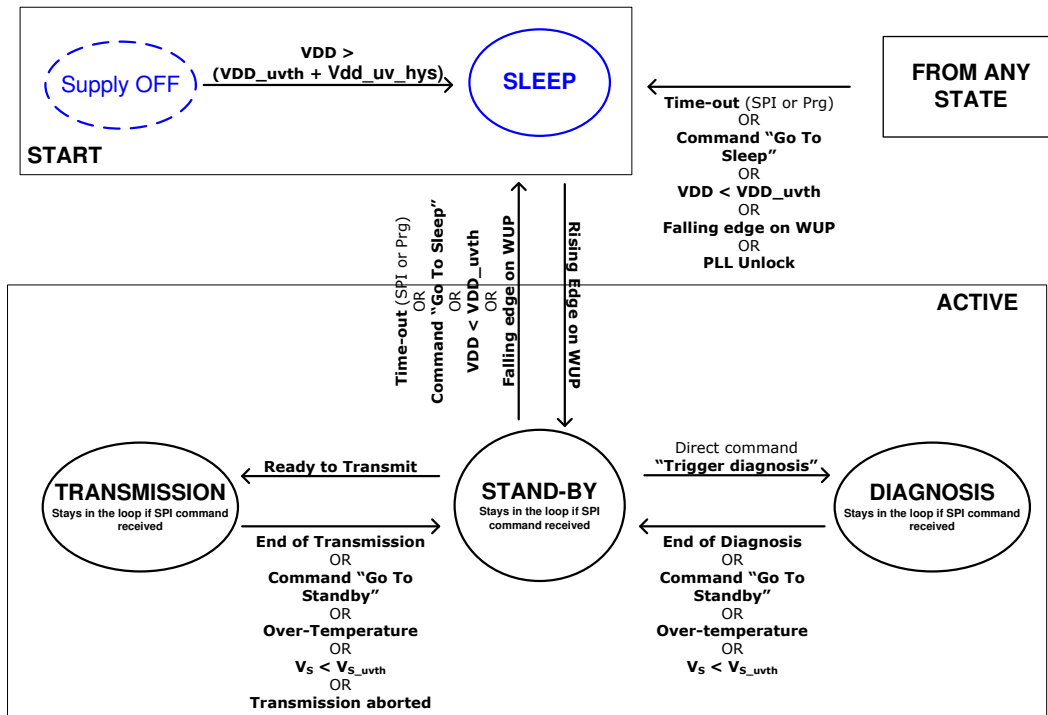 VDD >
(VDD_uvth + Vdd_uv_hys)
Supply OFF
SLEEP
START
FROM ANY
STATE
Time-out (SPI or Prg)
OR
Command “Go To
Sleep”
OR
VDD < VDD_uvth
OR
Falling edge on WUP
OR
PLL Unlock
Time-out (SPI or Prg)
OR
Command “Go To Sleep”
OR
VDD < VDD_uvth
OR
Falling edge on WUP
Rising Edge on WUP
ACTIVE
TRANSMISSION
Stays in the loop if SPI command
received
Ready to Transmit
End of Transmission
OR
Command “Go To
Standby”
OR
Over-Temperature
OR
VS < VS_uvth
OR
Transmission aborted
STAND-BY
Stays in the loop if SPI
command received
Direct command
“Trigger diagnosis”
End of Diagnosis
OR
Command “Go To
Standby”
OR
Over-temperature
OR
VS < VS_uvth
DIAGNOSIS
Stays in the loop if SPI command
received